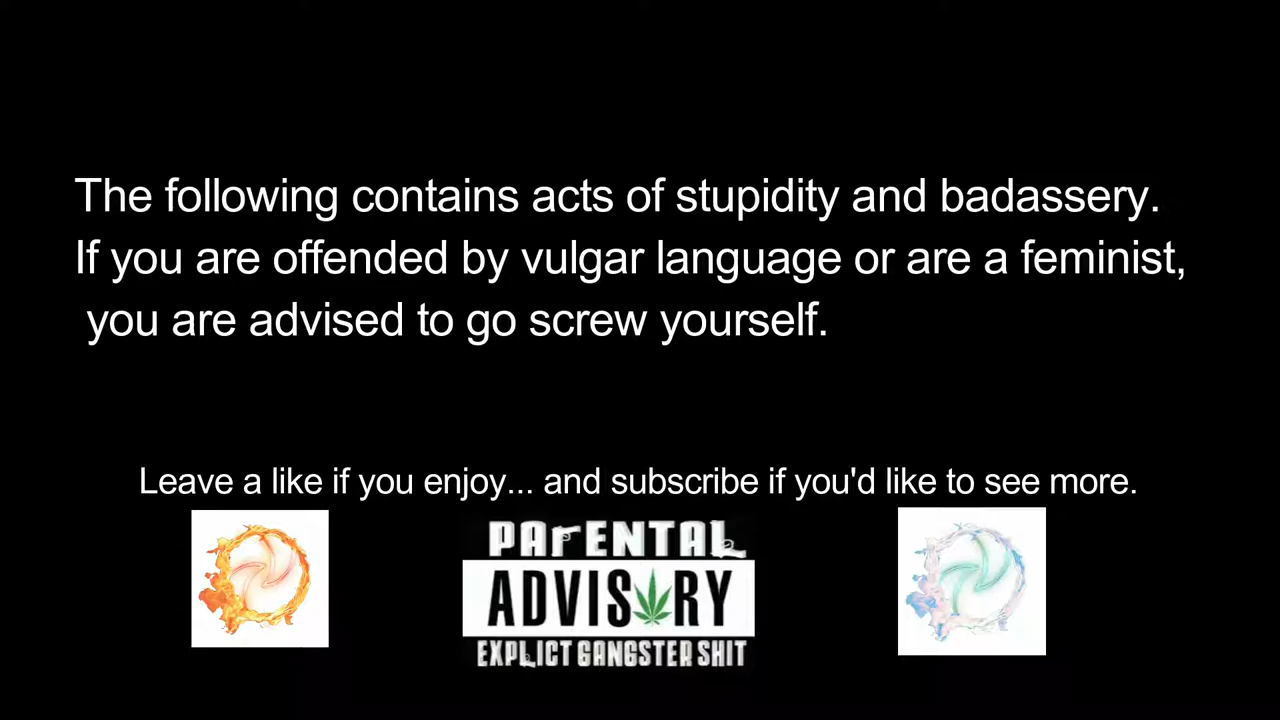 The following contains acts of stupidity and badassery.
If you are offended by vulgar language or are a feminist,
you are advised to go screw yourself.
Leave a like if you enjoy... and subscribe if you'd like to see more.
PArENTAL
ADVISORY
EXPLICT GANGSTER SHIT